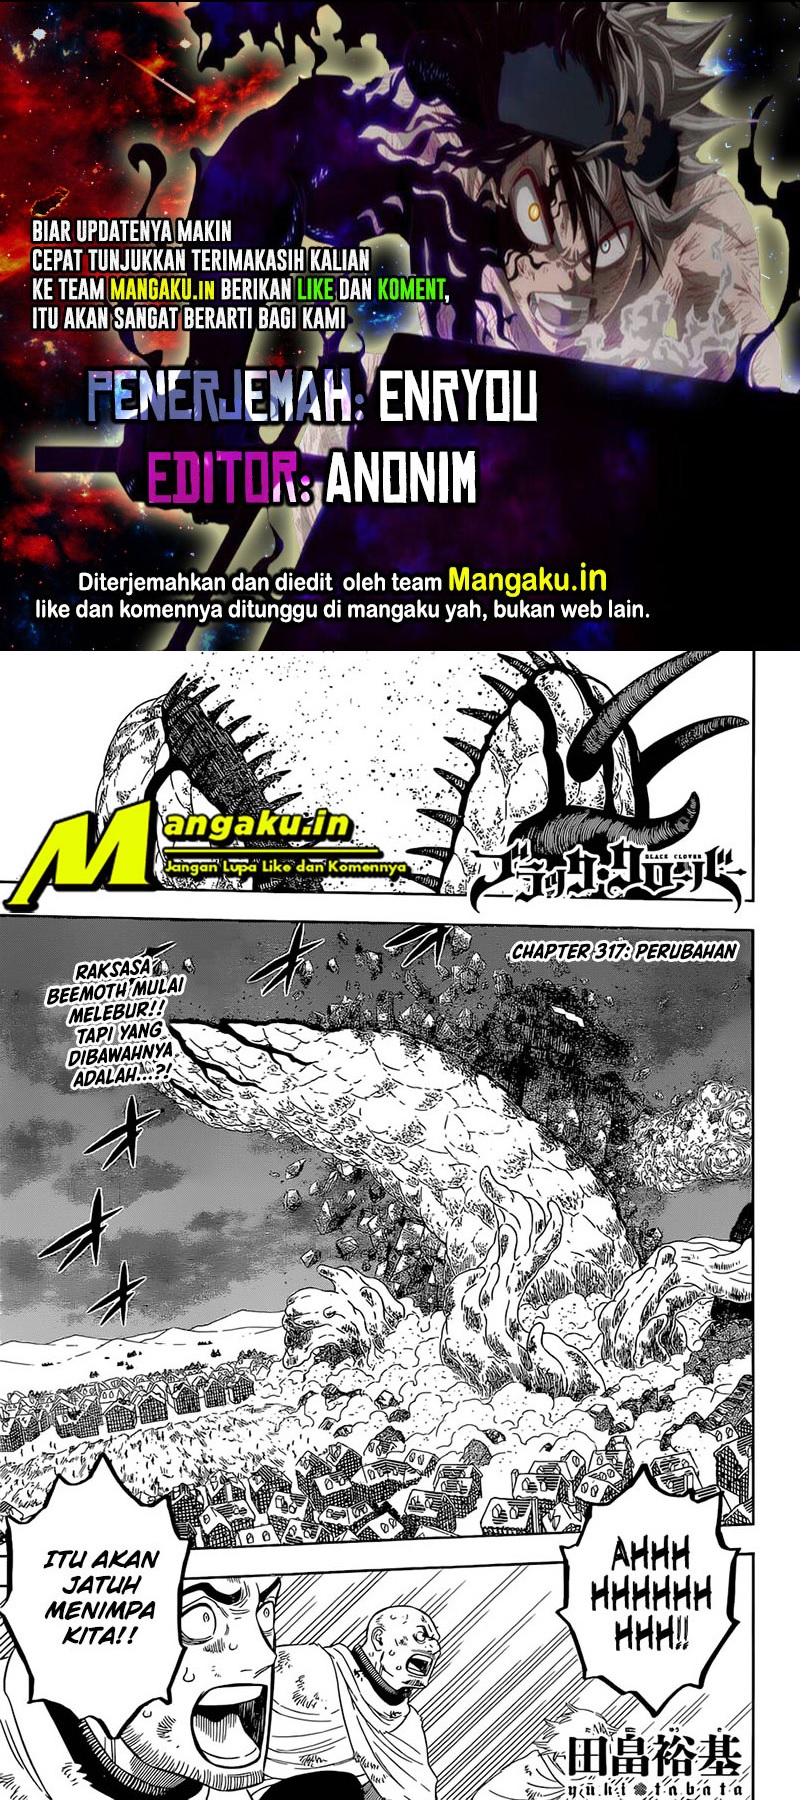 BIAR UPDATENYA MAKIN
CEPAT TUNJUKKAN TERIMAKASIH KALIAN
KE TEAM MANGAKU.in BERIKAN LIKE DAN KOMENT,
ITU AKAN SANGAT BERARTI BAGI KAMI
PENERJEMAH: ENRYOU
EDITOR: ANONIM
Diterjemahkan dan diedit oleh team Mangaku.in
like dan komennya ditunggu di mangaku yah, bukan web lain.
Mangaku.in
Jangan Lupa Like dan Komennya
BLACK CLOVER
ブラッククローバー
CHAPTER 317: PERUBAHAN
RAKSASA
BEEMOTH MULAI
MELEBUR!!
TAPI YANG
DIBAWAHNYA
ADALAH...?!
ITU AKAN
JATUH
MENIMPA
KITA!!
AHHH
HHHHHH
HHH!!
田畠裕基
yūki tabata